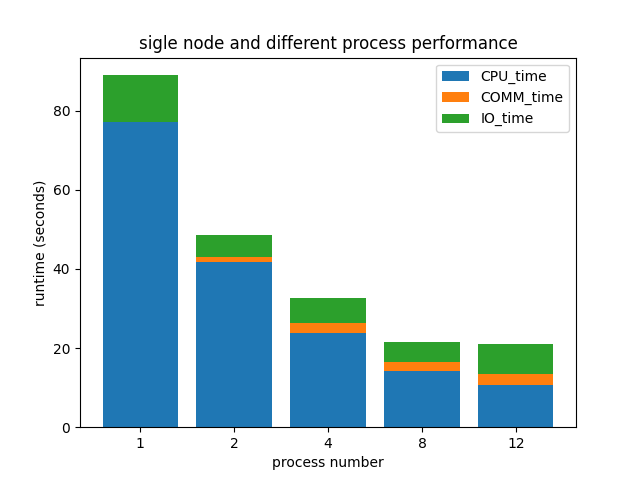 sigle node and different process performance
CPU_time
COMM_time
IO_time
80
60
40
20
0
runtime (seconds)
1 2 4 8 12
process number